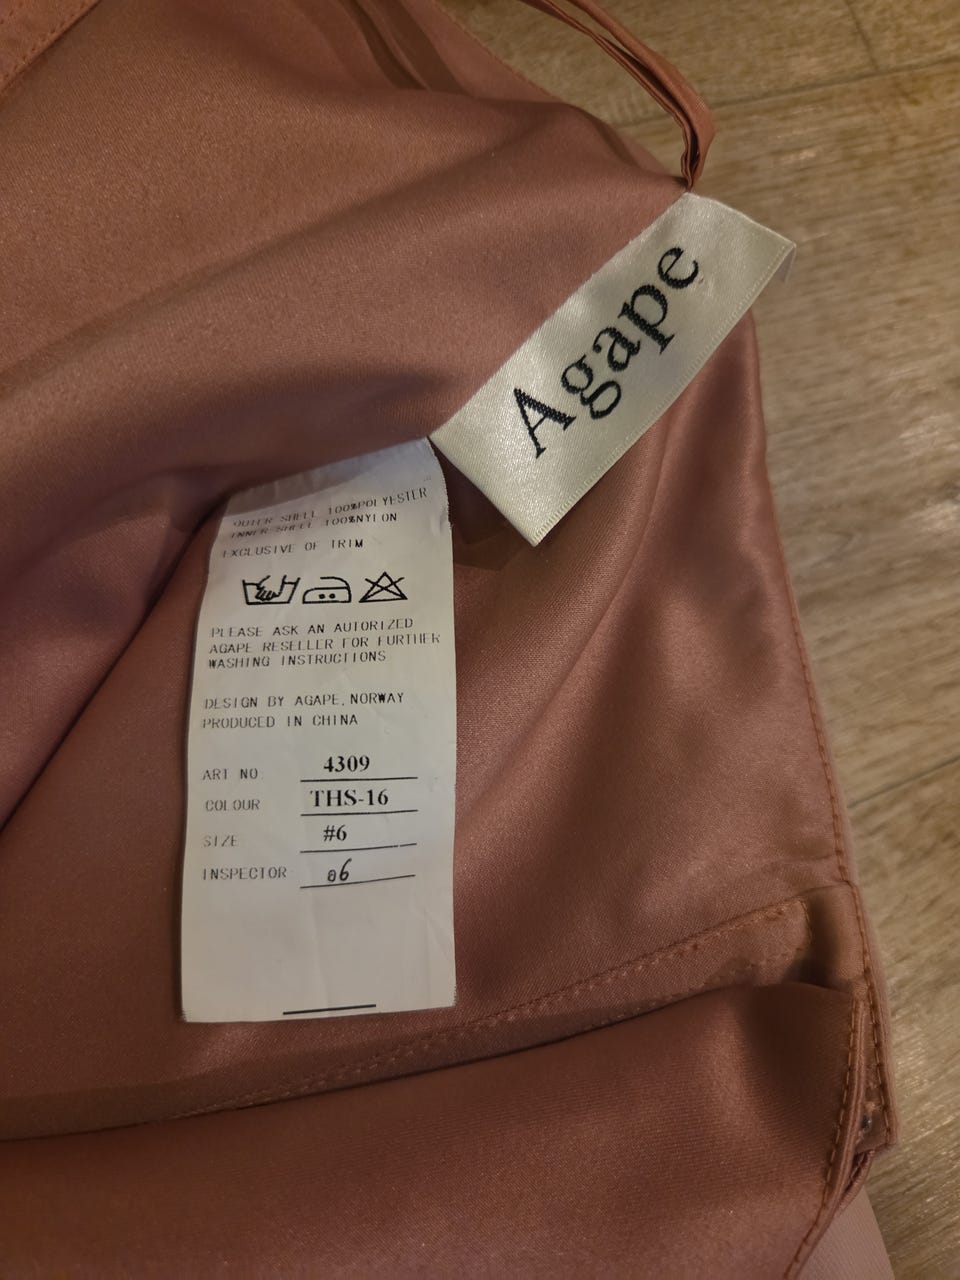 Agape
OUTER SHELL 100%POLYESTER
INNER SHELL 100%NYLON
EXCLUSIVE OF TRIM
PLEASE ASK AN AUTORIZED
AGAPE RESELLER FOR FURTHER
WASHING INSTRUCTIONS
DESIGN BY AGAPE, NORWAY
PRODUCED IN CHINA
ART NO. 4309
COLOUR THS-16
SIZE #6
INSPECTOR 06